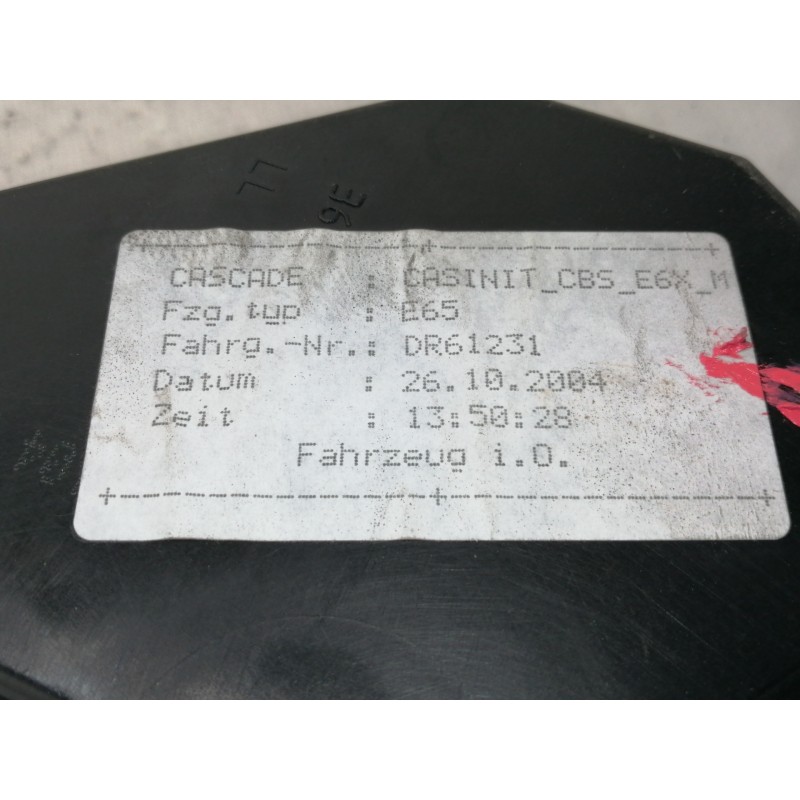 CASCADE : CASINIT_CBS_E6X_M
Fzg.typ : E65
Fahrg.-Nr.: DR61231
Datum : 26.10.2004
Zeit : 13:50:28
Fahrzeug i.O.